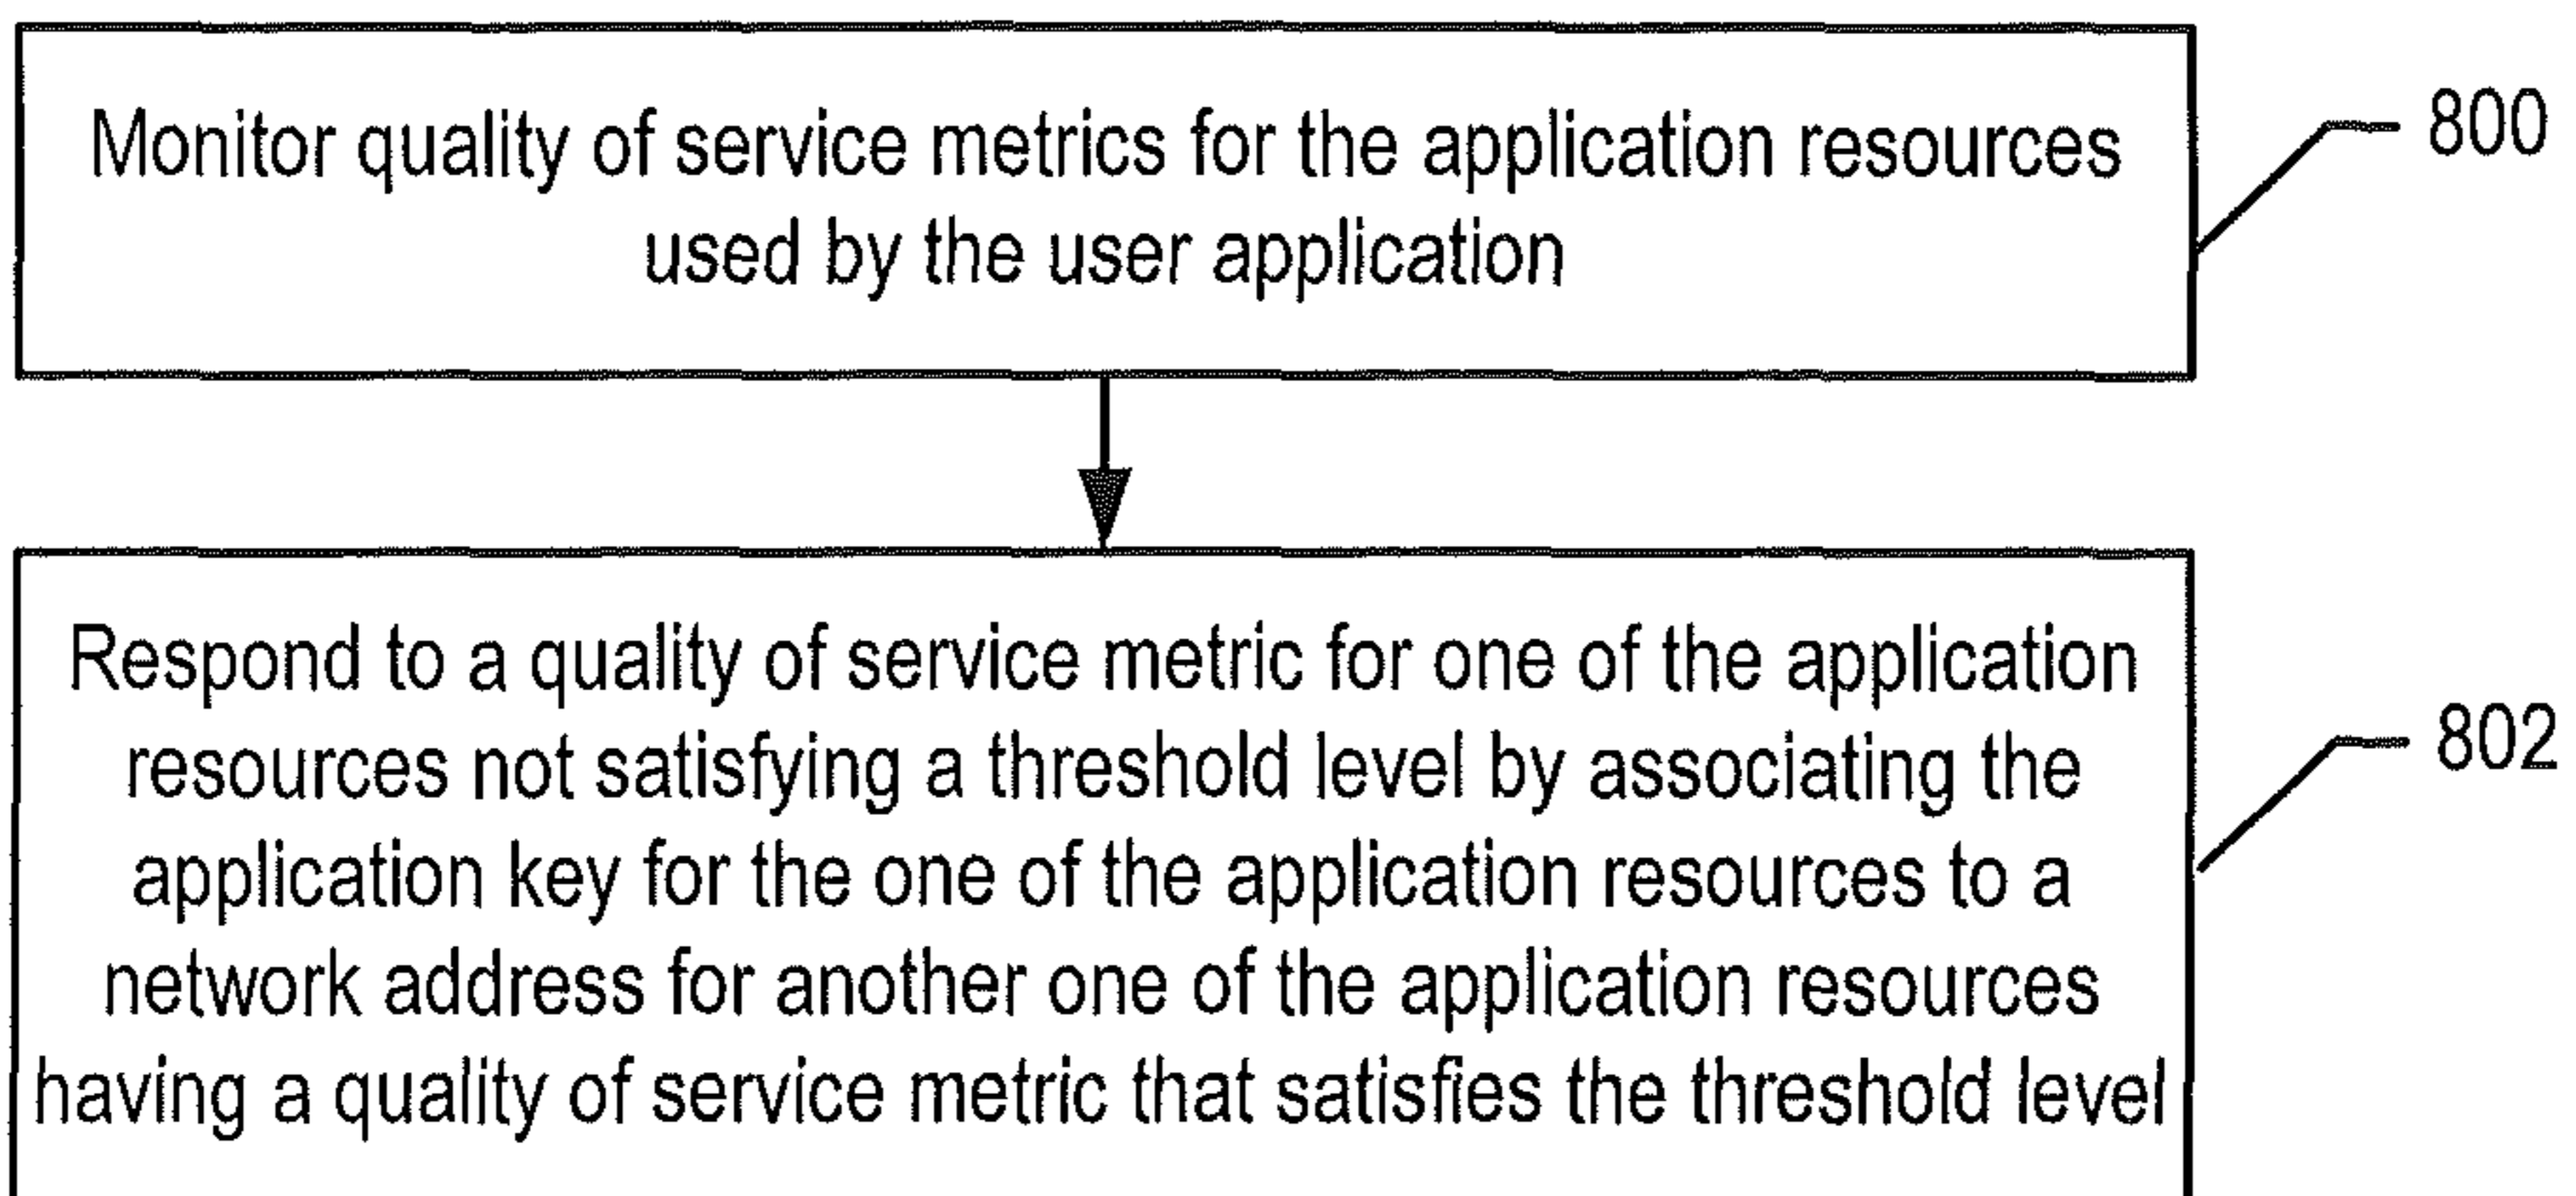 Monitor quality of service metrics for the application resources
used by the user application
800
Respond to a quality of service metric for one of the application
resources not satisfying a threshold level by associating the
application key for the one of the application resources to a
network address for another one of the application resources
having a quality of service metric that satisfies the threshold level
802